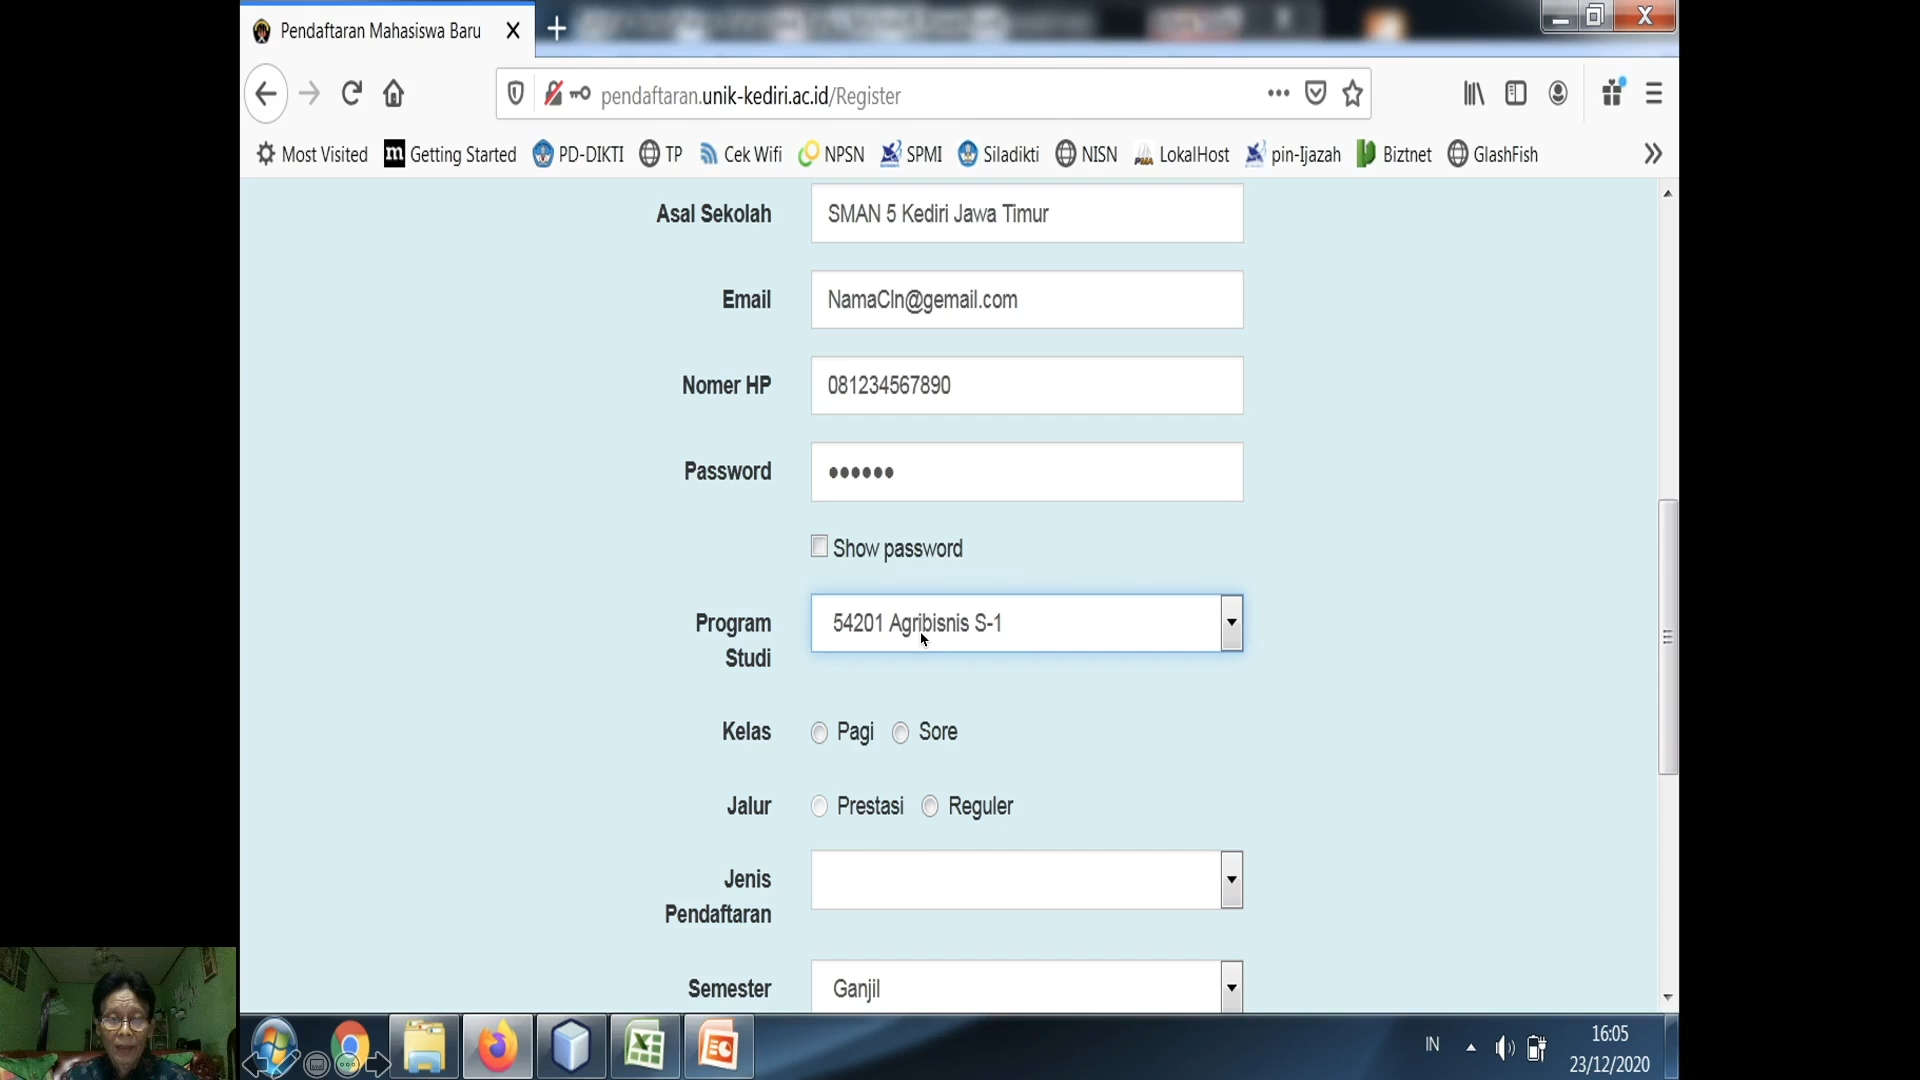 Pendaftaran Mahasiswa Baru
pendaftaran.unik-kediri.ac.id/Register
Most Visited Getting Started PD-DIKTI TP Cek Wifi NPSN SPMI Siladikti NISN LokalHost pin-Ijazah Biztnet GlashFish
Asal Sekolah SMAN 5 Kediri Jawa Timur
Email NamaCln@gemail.com
Nomer HP 081234567890
Password ••••••
Show password
Program Studi 54201 Agribisnis S-1
Kelas Pagi Sore
Jalur Prestasi Reguler
Jenis Pendaftaran
Semester Ganjil
IN 16:05
23/12/2020